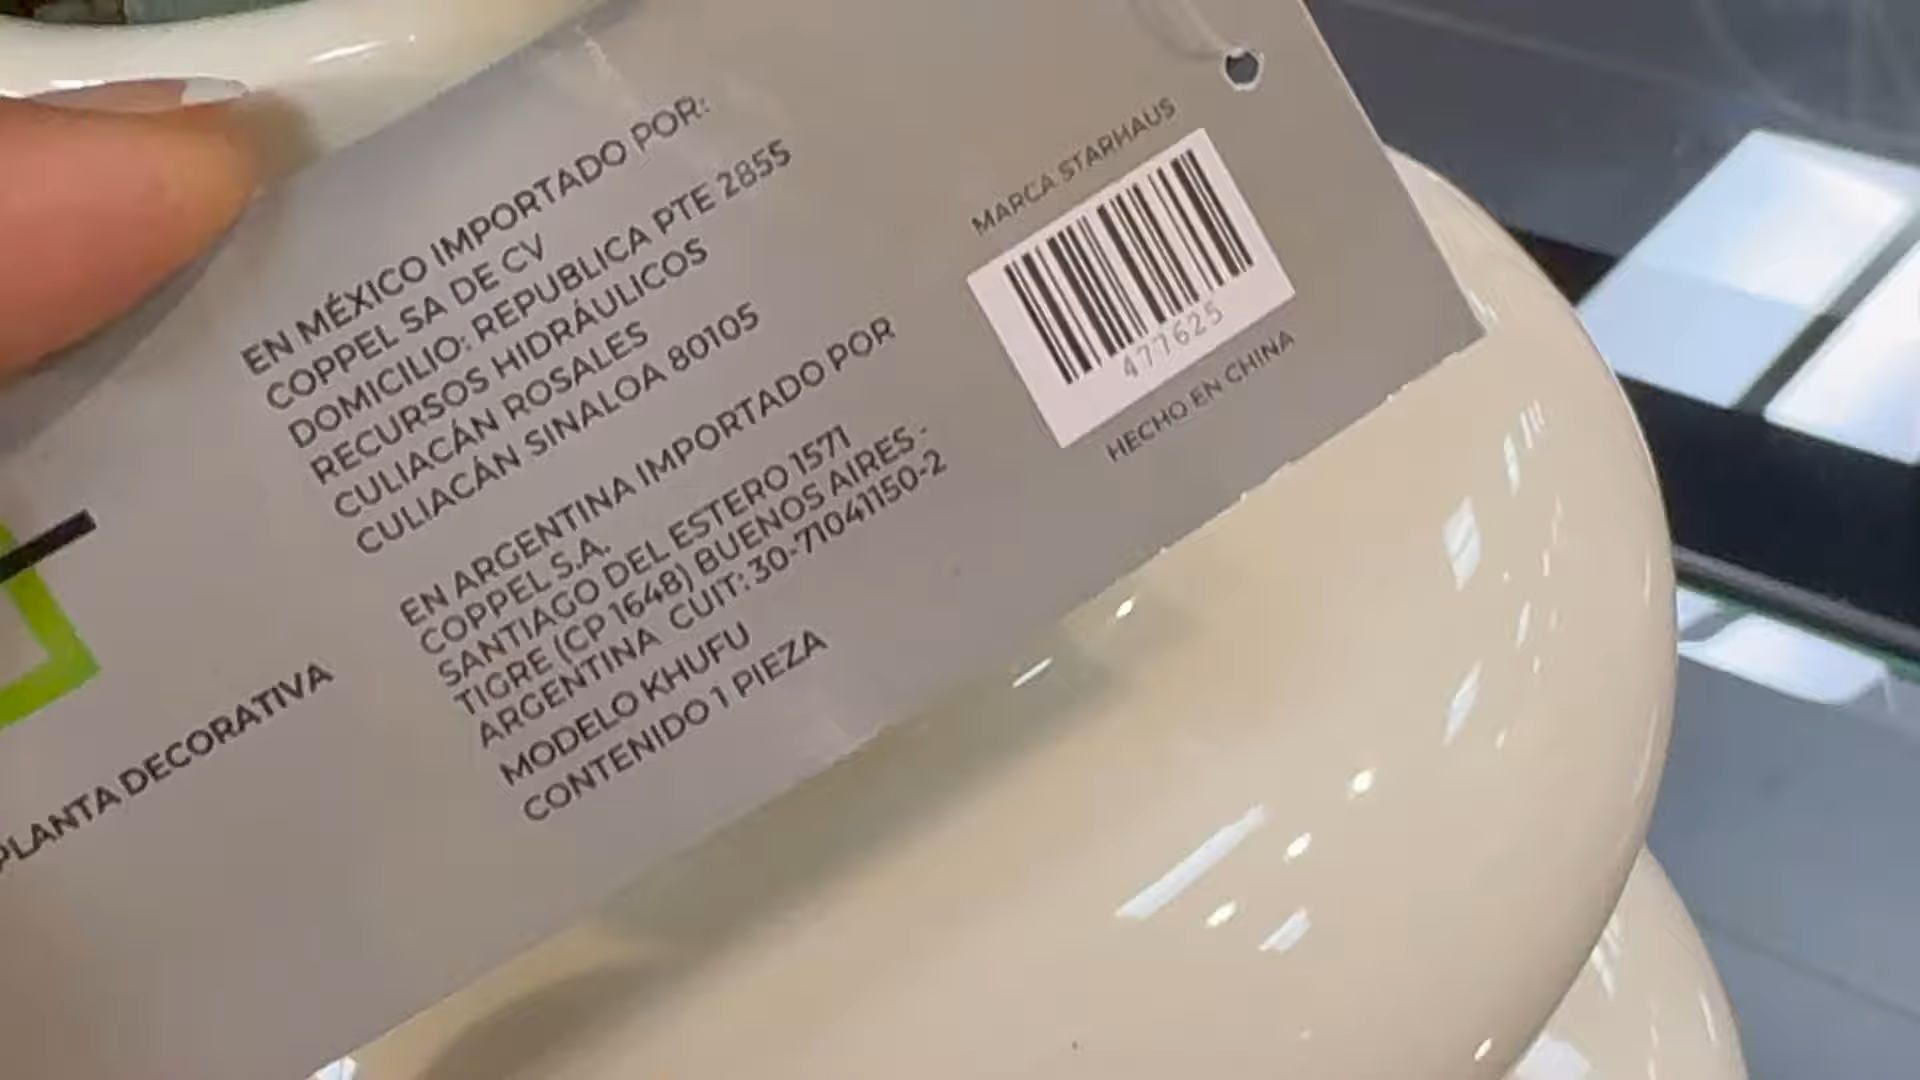 EN MÉXICO IMPORTADO POR:
COPPEL SA DE CV
DOMICILIO: REPUBLICA PTE 2855
RECURSOS HIDRÁULICOS
CULIACÁN ROSALES
CULIACÁN SINALOA 80105
EN ARGENTINA IMPORTADO POR
COPPEL S.A.
SANTIAGO DEL ESTERO 1571
TIGRE (CP 1648) BUENOS AIRES -
ARGENTINA CUIT: 30-71041150-2
MODELO KHUFU
CONTENIDO 1 PIEZA
MARCA STARHAUS
477625
HECHO EN CHINA
PLANTA DECORATIVA